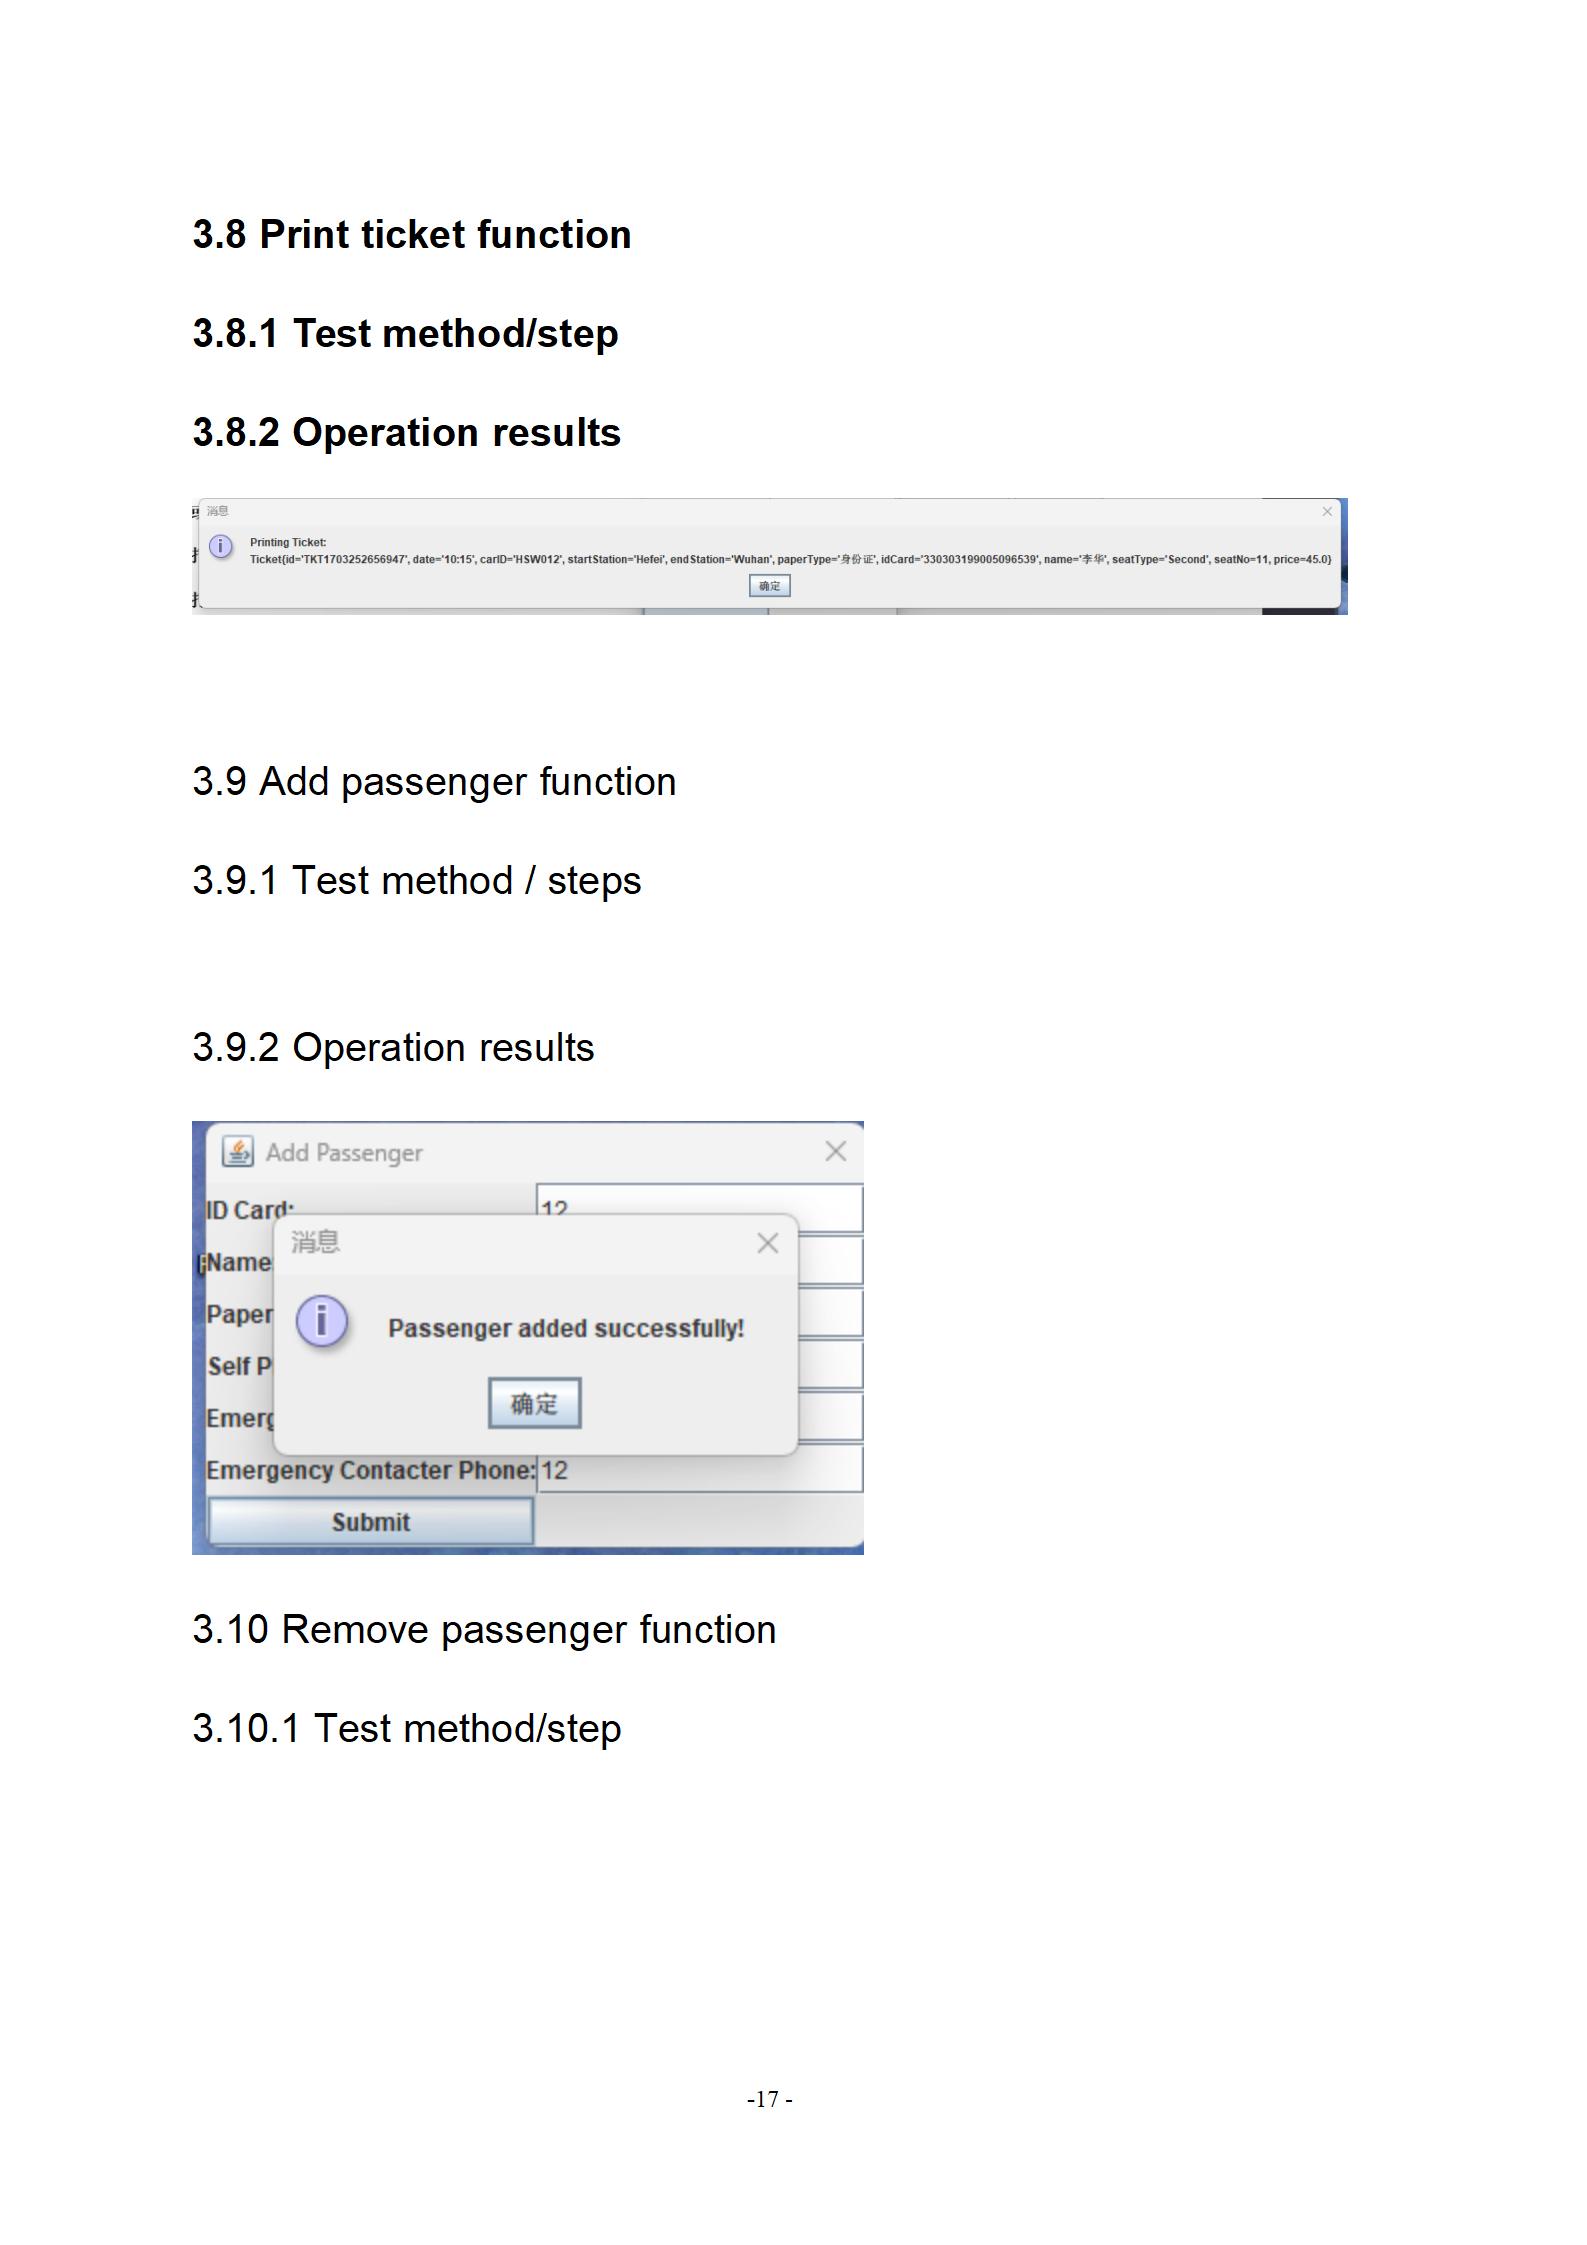 3.8 Print ticket function
3.8.1 Test method/step
3.8.2 Operation results
消息
Printing Ticket:
Ticket{id='TKT1703252656947', date='10:15', carID='HSW012', startStation='Hefei', endStation='Wuhan', paperType='身份证', idCard='330303199005096539', name='李华', seatType='Second', seatNo=11, price=45.0}
确定
3.9 Add passenger function
3.9.1 Test method / steps
3.9.2 Operation results
Add Passenger
ID Card: 12
消息
Name
Paper
Passenger added successfully!
Self P
确定
Emerg
Emergency Contacter Phone: 12
Submit
3.10 Remove passenger function
3.10.1 Test method/step
-17 -